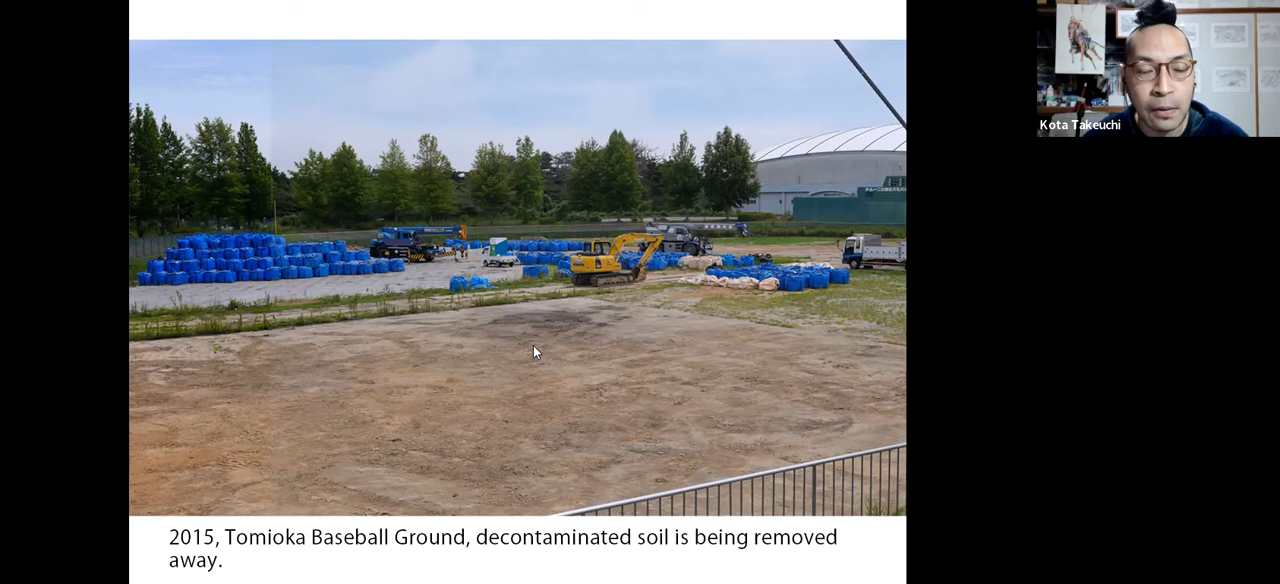 Kota Takeuchi
2015, Tomioka Baseball Ground, decontaminated soil is being removed
away.